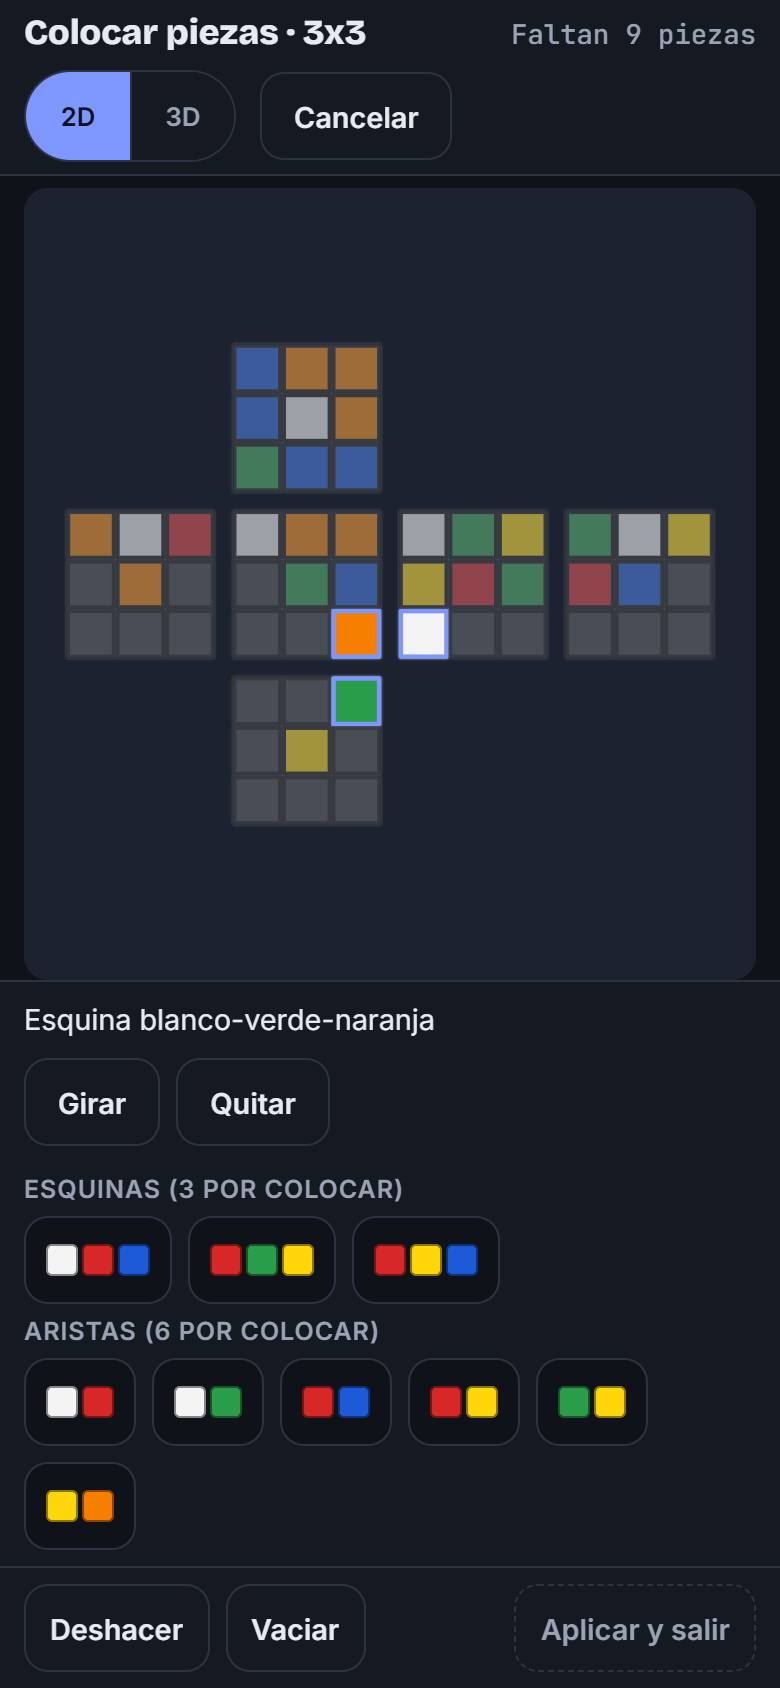 Colocar piezas · 3x3
Faltan 9 piezas
2D
3D
Cancelar
Esquina blanco-verde-naranja
Girar
Quitar
ESQUINAS (3 POR COLOCAR)
ARISTAS (6 POR COLOCAR)
Deshacer
Vaciar
Aplicar y salir